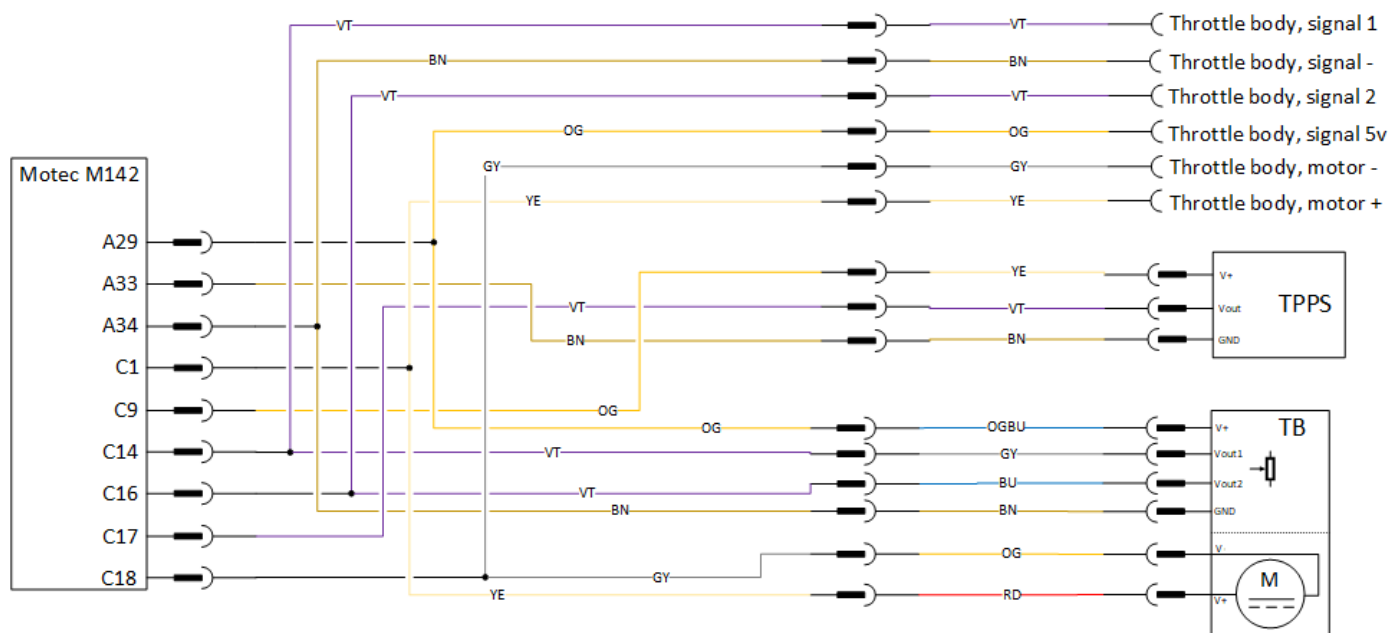 VT VT Throttle body, signal 1
BN BN Throttle body, signal -
VT VT Throttle body, signal 2
OG OG Throttle body, signal 5v
GY GY Throttle body, motor -
YE YE Throttle body, motor +
Motec M142
A29
A33
A34
C1
C9
C14
C16
C17
C18
YE V+
VT VT Vout TPPS
BN BN GND
OG
OG OGBU V+ TB
VT GY Vout1
VT BU Vout2
BN BN GND
GY OG V-
YE RD V+ M